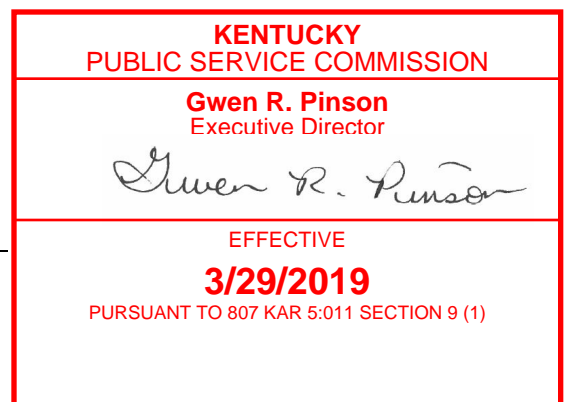 KENTUCKY
PUBLIC SERVICE COMMISSION
Gwen R. Pinson
Executive Director
Gwen R. Pinson
EFFECTIVE
3/29/2019
PURSUANT TO 807 KAR 5:011 SECTION 9 (1)